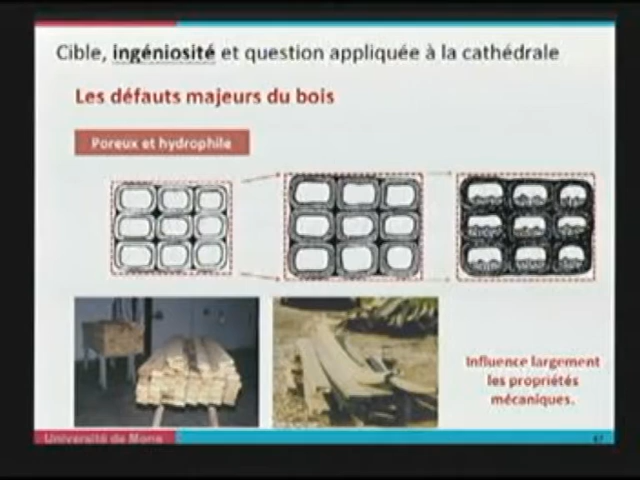 Cible, ingéniosité et question appliquée à la cathédrale
Les défauts majeurs du bois
Poreux et hydrophile
Influence largement
les propriétés
mécaniques.
Université de Mons